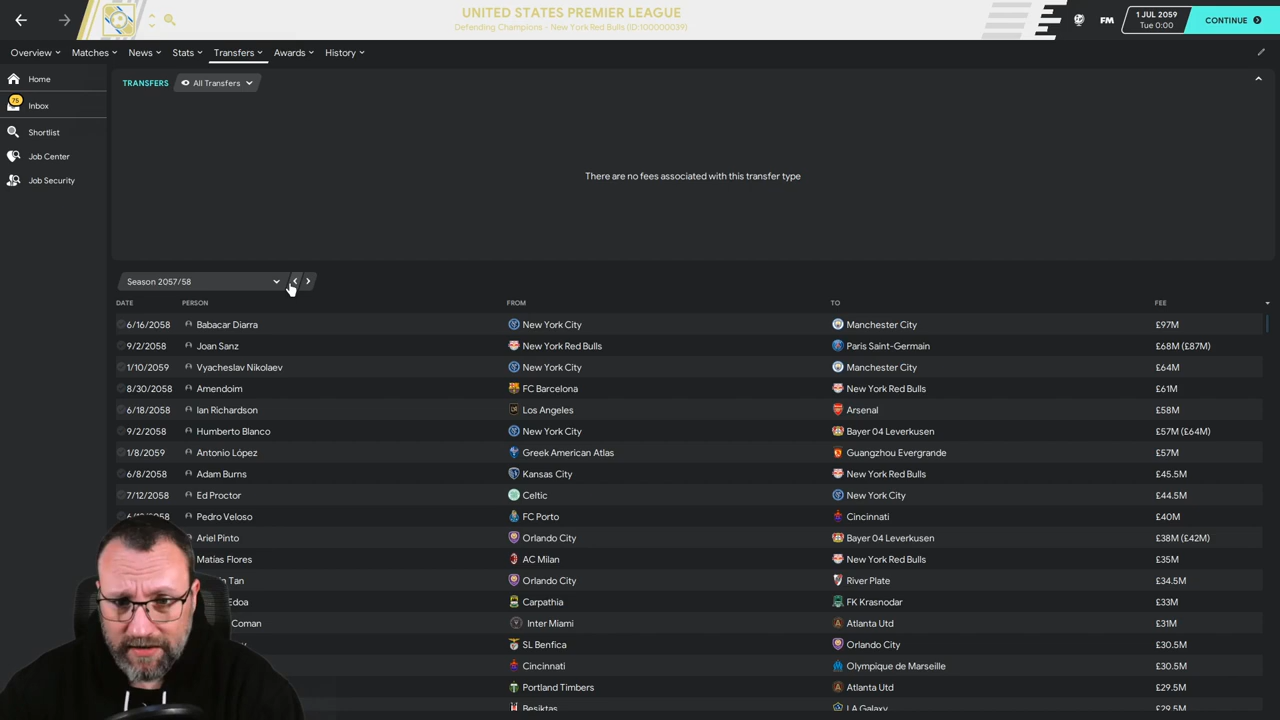 UNITED STATES PREMIER LEAGUE
Defending Champions - New York Red Bulls (ID:100000039)
FM
1 JUL 2059
Tue 0:00
CONTINUE
Overview Matches News Stats Transfers Awards History
Home
75
Inbox
Shortlist
Job Center
Job Security
TRANSFERS All Transfers
There are no fees associated with this transfer type
Season 2057/58
DATE PERSON FROM TO FEE
6/16/2058 Babacar Diarra New York City Manchester City £97M
9/2/2058 Joan Sanz New York Red Bulls Paris Saint-Germain £68M (£87M)
1/10/2059 Vyacheslav Nikolaev New York City Manchester City £64M
8/30/2058 Amendoim FC Barcelona New York Red Bulls £61M
6/18/2058 Ian Richardson Los Angeles Arsenal £58M
9/2/2058 Humberto Blanco New York City Bayer 04 Leverkusen £57M (£64M)
1/8/2059 Antonio López Greek American Atlas Guangzhou Evergrande £57M
6/8/2058 Adam Burns Kansas City New York Red Bulls £45.5M
7/12/2058 Ed Proctor Celtic New York City £44.5M
Pedro Veloso FC Porto Cincinnati £40M
Ariel Pinto Orlando City Bayer 04 Leverkusen £38M (£42M)
Matías Flores AC Milan New York Red Bulls £35M
Tan Orlando City River Plate £34.5M
Edoa Carpathia FK Krasnodar £33M
Coman Inter Miami Atlanta Utd £31M
SL Benfica Orlando City £30.5M
Cincinnati Olympique de Marseille £30.5M
Portland Timbers Atlanta Utd £29.5M
Besiktas LA Galaxy £29.5M